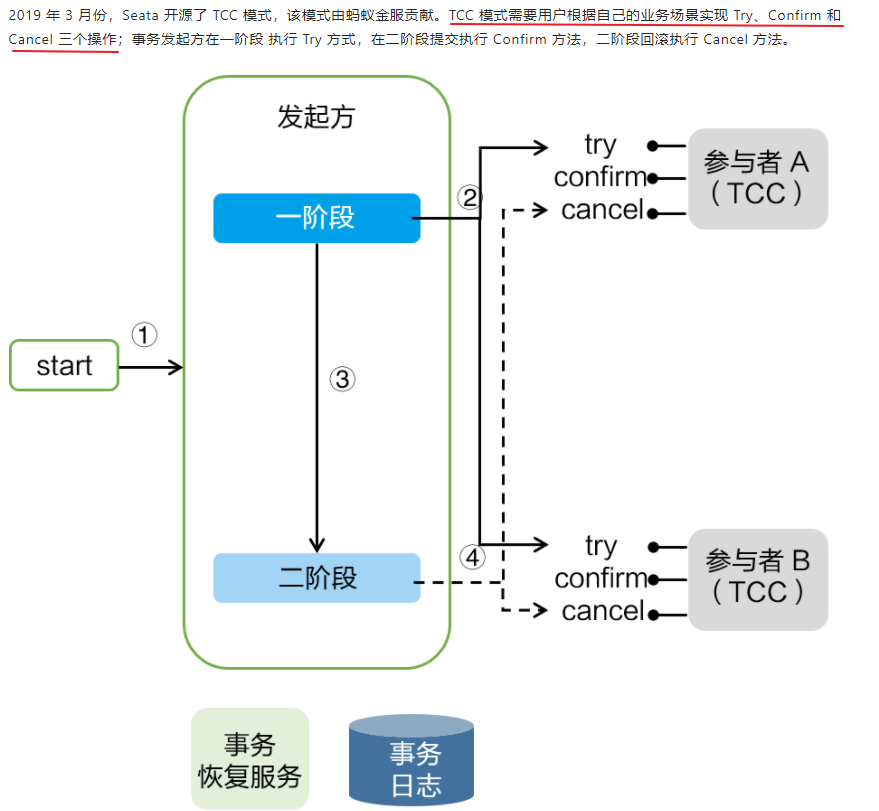 2019 年 3 月份，Seata 开源了 TCC 模式，该模式由蚂蚁金服贡献。TCC 模式需要用户根据自己的业务场景实现 Try、Confirm 和
Cancel 三个操作；事务发起方在一阶段 执行 Try 方式，在二阶段提交执行 Confirm 方法，二阶段回滚执行 Cancel 方法。
发起方
try
confirm
cancel
参与者 A
（TCC）
一阶段
②
①
start
③
④
二阶段
try
confirm
cancel
参与者 B
（TCC）
事务
恢复服务
事务
日志